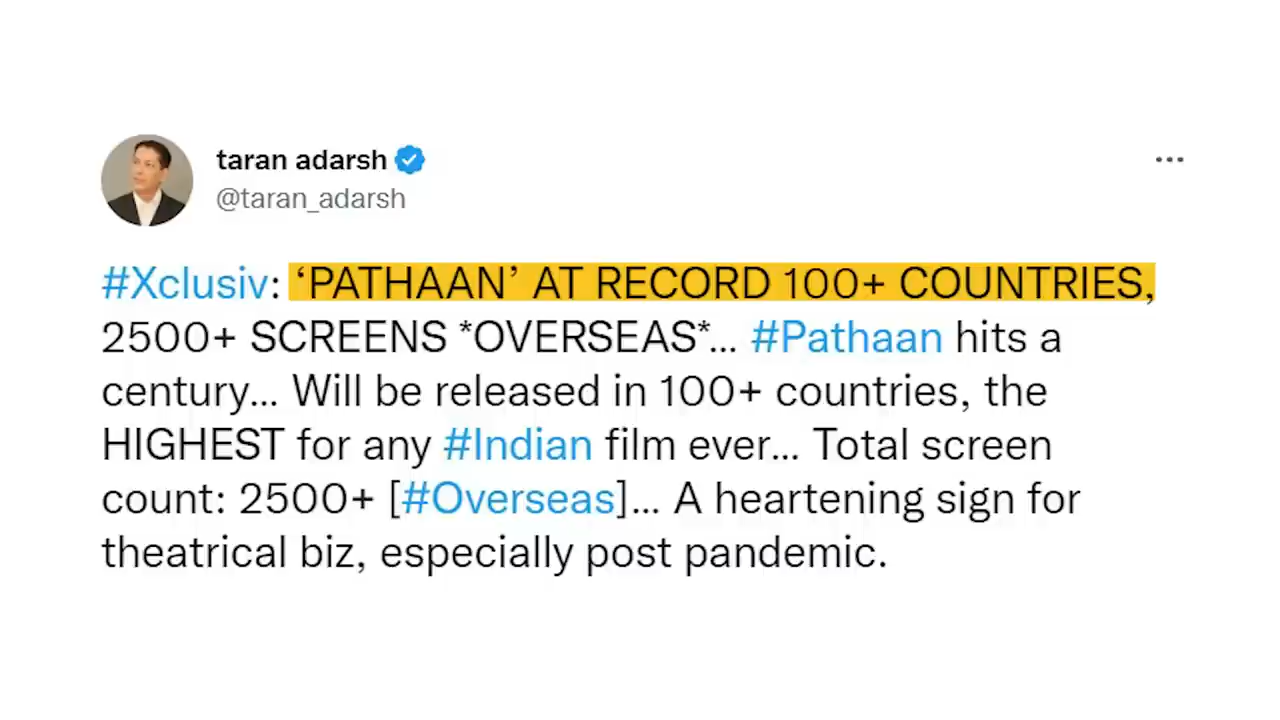 taran adarsh
@taran_adarsh
#Xclusiv: ‘PATHAAN’ AT RECORD 100+ COUNTRIES,
2500+ SCREENS *OVERSEAS*... #Pathaan hits a
century... Will be released in 100+ countries, the
HIGHEST for any #Indian film ever... Total screen
count: 2500+ [#Overseas]... A heartening sign for
theatrical biz, especially post pandemic.